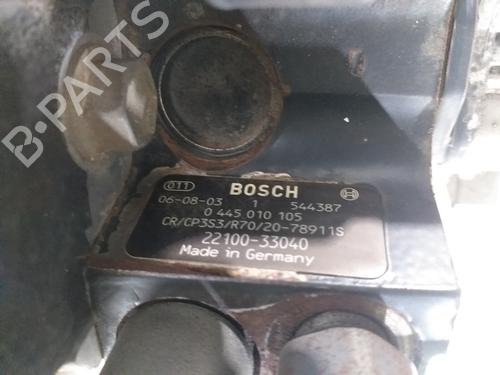 B-PARTS
011 BOSCH
06-08-03 1 544387
0 445 010 105
CR/CP3S3/R70/20-78911S
22100-33040
Made in Germany